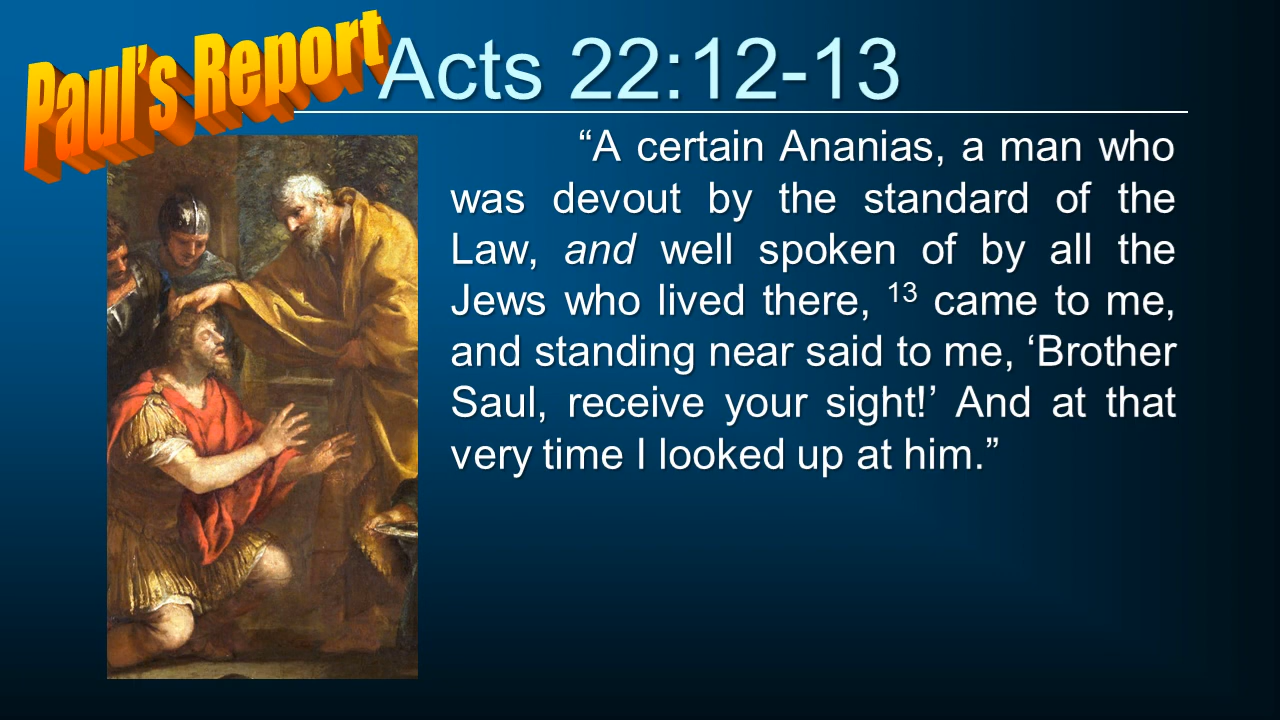 Paul’s Report
Acts 22:12-13
“A certain Ananias, a man who
was devout by the standard of the
Law, and well spoken of by all the
Jews who lived there, 13 came to me,
and standing near said to me, ‘Brother
Saul, receive your sight!’ And at that
very time I looked up at him.”